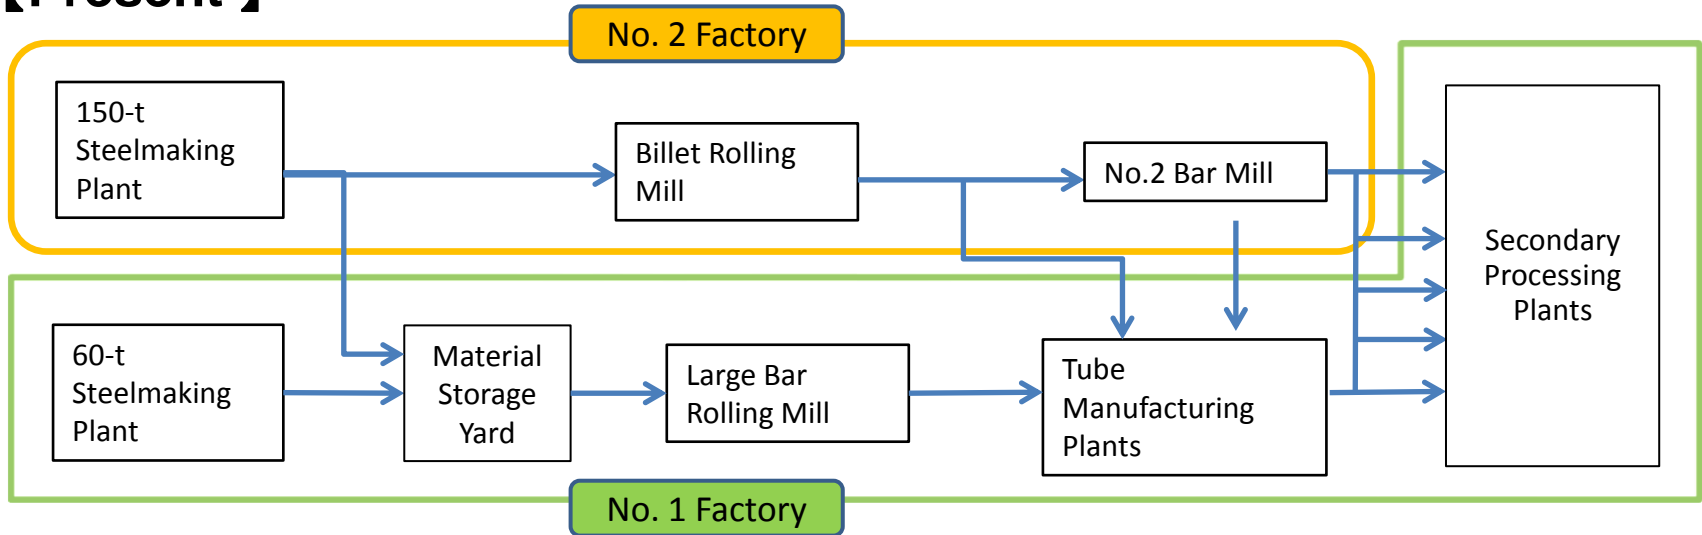 【Present】
No. 2 Factory
150-t
Steelmaking
Plant
Billet Rolling
Mill
No.2 Bar Mill
Secondary
Processing
Plants
60-t
Steelmaking
Plant
Material
Storage
Yard
Large Bar
Rolling Mill
Tube
Manufacturing
Plants
No. 1 Factory